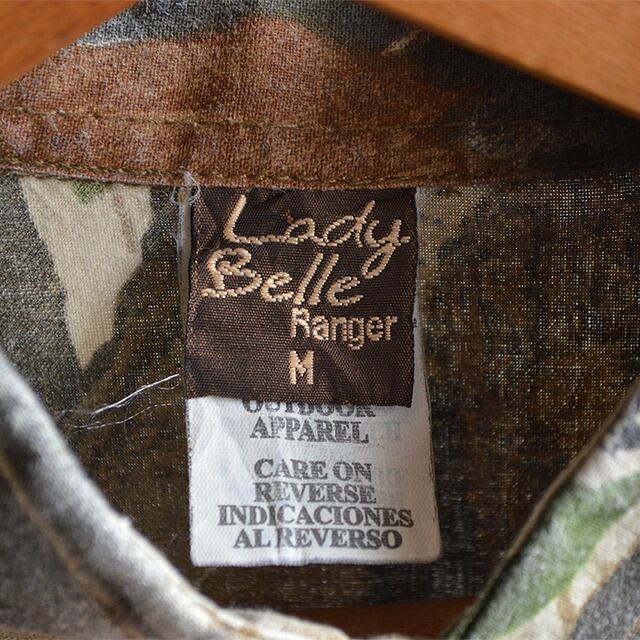 Lady
Belle
Ranger
M
OUTDOOR
APPAREL
CARE ON
REVERSE
INDICACIONES
AL REVERSO